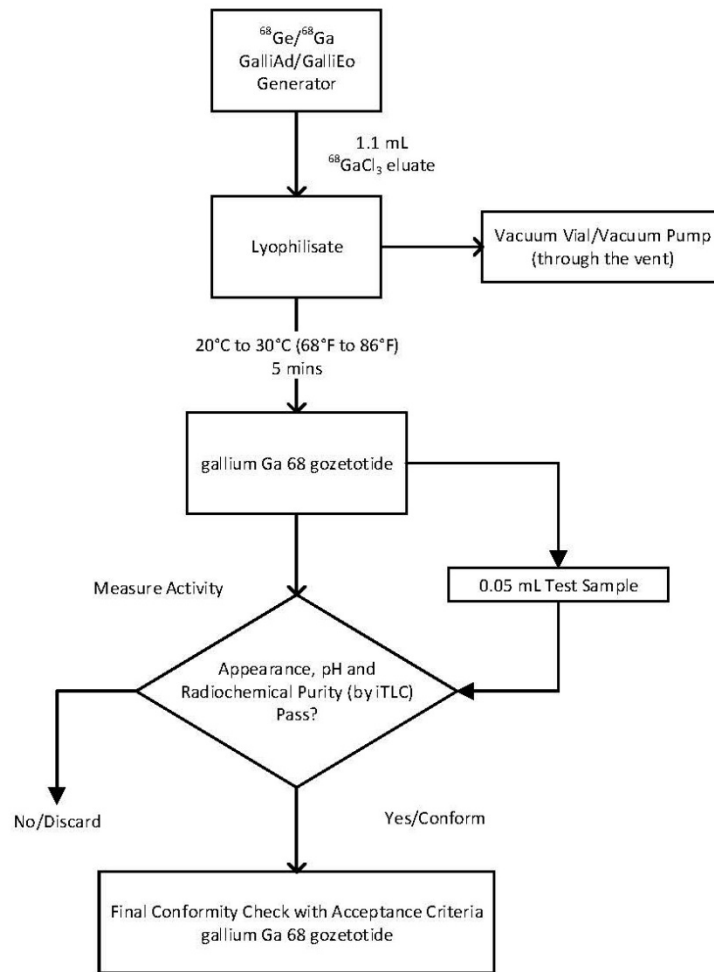 ⁶⁸Ge/⁶⁸Ga
GalliAd/GalliEo
Generator
1.1 mL
⁶⁸GaCl₃ eluate
Lyophilisate
Vacuum Vial/Vacuum Pump
(through the vent)
20°C to 30°C (68°F to 86°F)
5 mins
gallium Ga 68 gozetotide
Measure Activity
0.05 mL Test Sample
Appearance, pH and
Radiochemical Purity (by iTLC)
Pass?
No/Discard
Yes/Conform
Final Conformity Check with Acceptance Criteria
gallium Ga 68 gozetotide